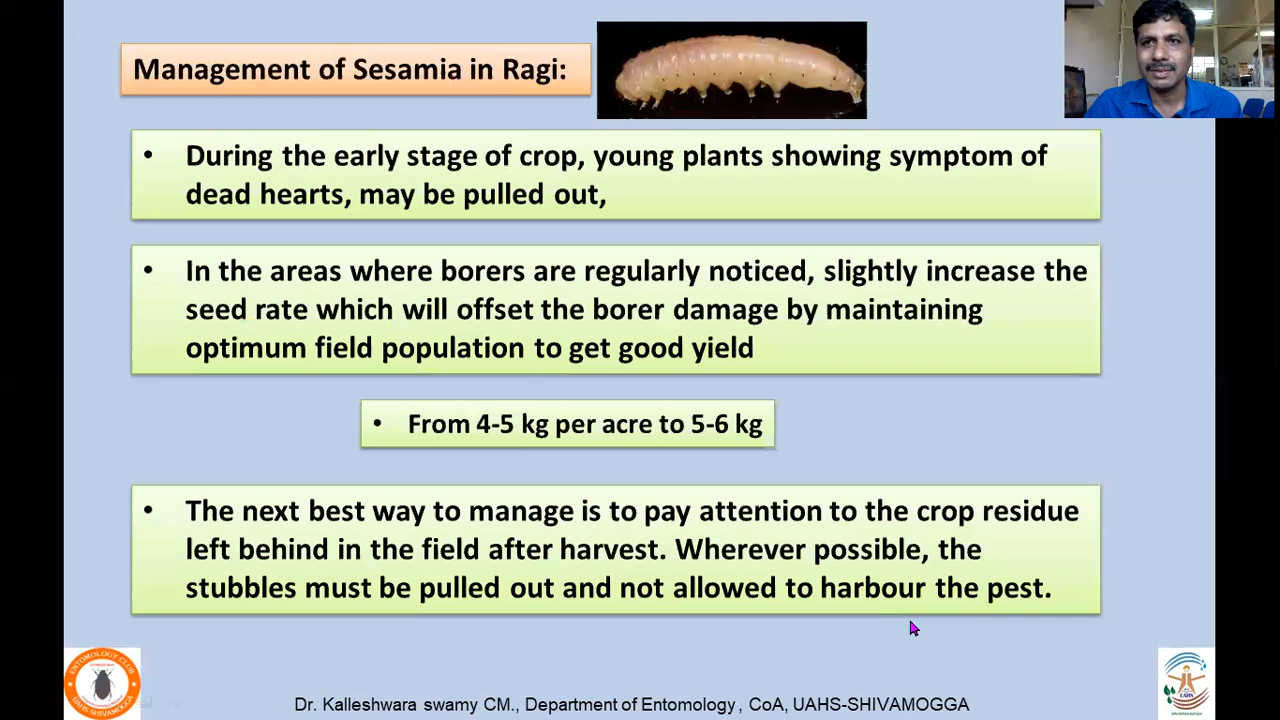 Management of Sesamia in Ragi:
• During the early stage of crop, young plants showing symptom of
dead hearts, may be pulled out,
• In the areas where borers are regularly noticed, slightly increase the
seed rate which will offset the borer damage by maintaining
optimum field population to get good yield
• From 4-5 kg per acre to 5-6 kg
• The next best way to manage is to pay attention to the crop residue
left behind in the field after harvest. Wherever possible, the
stubbles must be pulled out and not allowed to harbour the pest.
ENTOMOLOGY CLUB
UAHS SHIVAMOGGA
Dr. Kalleshwara swamy CM., Department of Entomology, CoA, UAHS-SHIVAMOGGA
UAHS